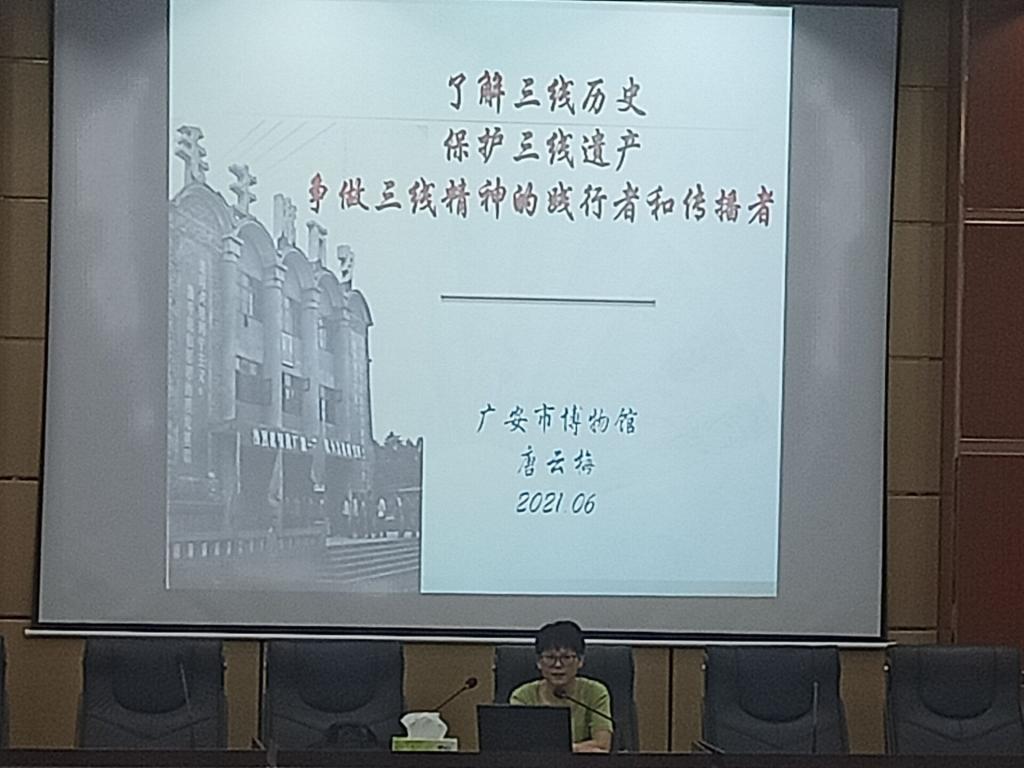 了解三线历史
保护三线遗产
争做三线精神的践行者和传播者
广安市博物馆
唐云梅
2021.06